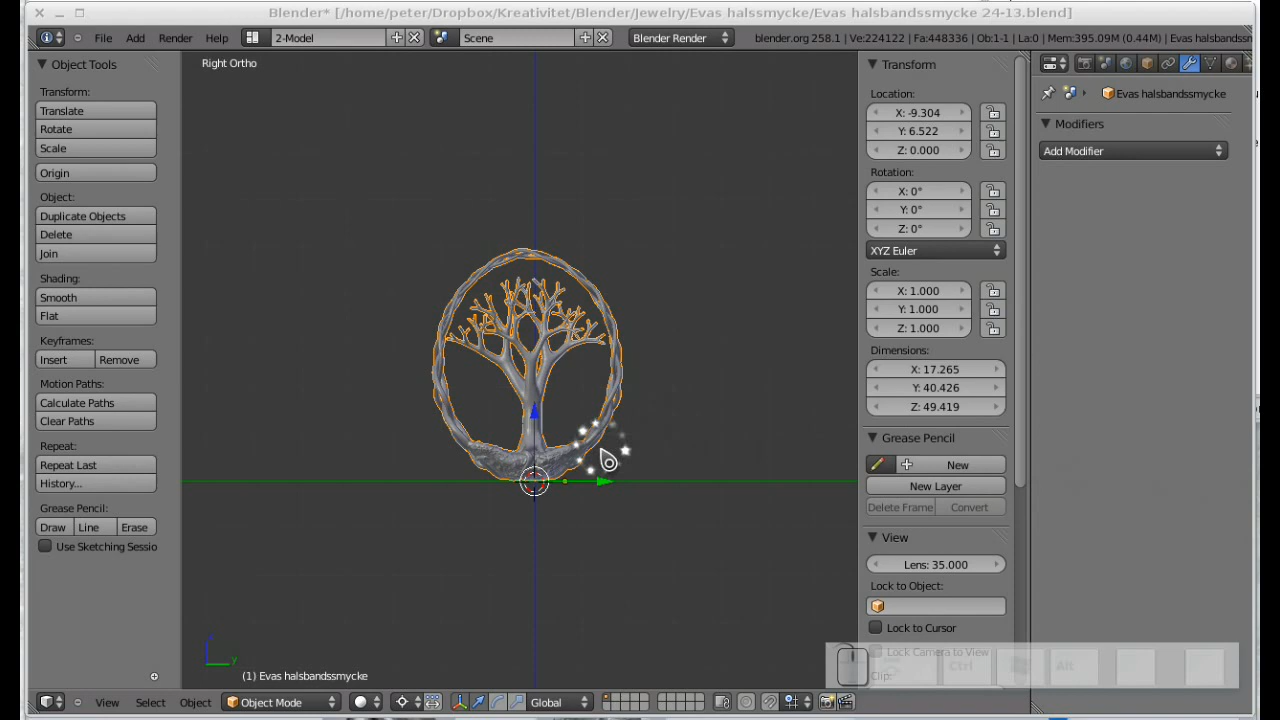 Blender* [/home/peter/Dropbox/Kreativitet/Blender/Jewelry/Evas halssmycke/Evas halsbandssmycke 24-13.blend]
File Add Render Help 2-Model Scene Blender Render blender.org 258.1 | Ve:224122 | Fa:448336 | Ob:1-1 | La:0 | Mem:395.09M (0.44M) | Evas halsbandssm
Object Tools
Transform:
Translate
Rotate
Scale
Origin
Object:
Duplicate Objects
Delete
Join
Shading:
Smooth
Flat
Keyframes:
Insert Remove
Motion Paths:
Calculate Paths
Clear Paths
Repeat:
Repeat Last
History...
Grease Pencil:
Draw Line Erase
Use Sketching Sessio
Right Ortho
y
(1) Evas halsbandssmycke
Transform
Location:
X: -9.304
Y: 6.522
Z: 0.000
Rotation:
X: 0°
Y: 0°
Z: 0°
XYZ Euler
Scale:
X: 1.000
Y: 1.000
Z: 1.000
Dimensions:
X: 17.265
Y: 40.426
Z: 49.419
Grease Pencil
New
New Layer
Delete Frame Convert
View
Lens: 35.000
Lock to Object:
Lock to Cursor
Lock Camera to View
Clip:
Ctrl Alt
Evas halsbandssmycke
Modifiers
Add Modifier
View Select Object Object Mode Global